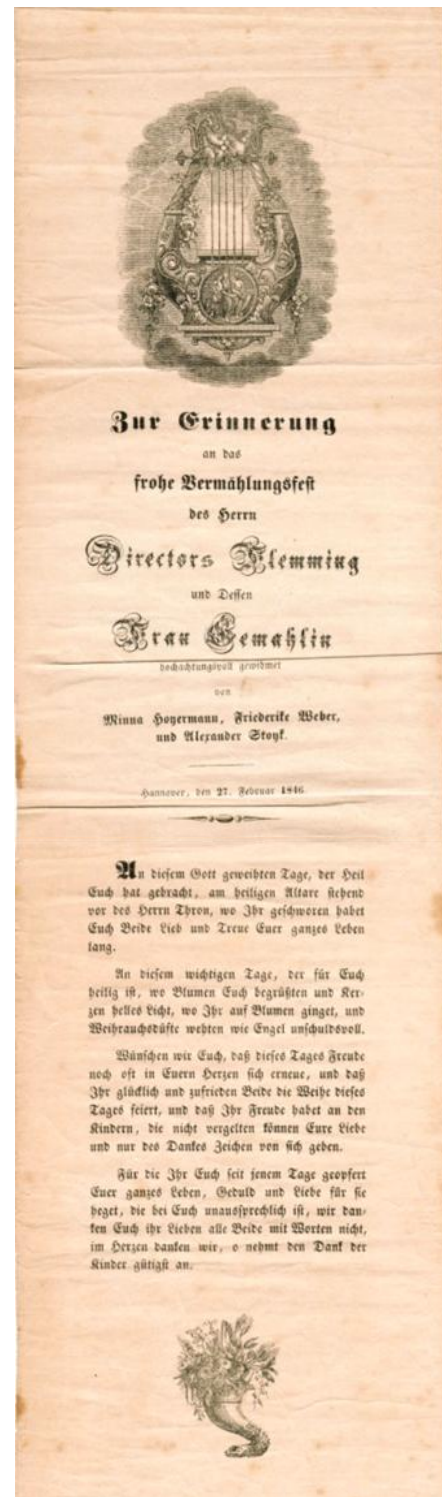 Zur Erinnerung
an das
frohe Vermählungsfest
des Herrn
Directors Flemming
und Dessen
Frau Gemahlin
hochachtungsvoll gewidmet
von
Minna Hoyermann, Friederike Weber,
und Alexander Stoyk.
Hannover, den 27. Februar 1846.
An diesem Gott geweihten Tage, der Heil
Euch hat gebracht, am heiligen Altare stehend
vor des Herrn Thron, wo Ihr geschworen habet
Euch Beide Lieb und Treue Euer ganzes Leben
lang.
An diesem wichtigen Tage, der für Euch
heilig ist, wo Blumen Euch begrüßten und Ker-
zen helles Licht, wo Ihr auf Blumen ginget, und
Weihrauchsdüfte wehten wie Engel unschuldsvoll.
Wünschen wir Euch, daß dieses Tages Freude
noch oft in Euern Herzen sich erneue, und daß
Ihr glücklich und zufrieden Beide die Weihe dieses
Tages feiert, und daß Ihr Freude habet an den
Kindern, die nicht vergelten können Eure Liebe
und nur des Dankes Zeichen von sich geben.
Für die Ihr Euch seit jenem Tage geopfert
Euer ganzes Leben, Geduld und Liebe für sie
heget, die bei Euch unaussprechlich ist, wir dan-
ken Euch ihr Lieben alle Beide mit Worten nicht,
im Herzen danken wir, o nehmt den Dank der
Kinder gütigst an.